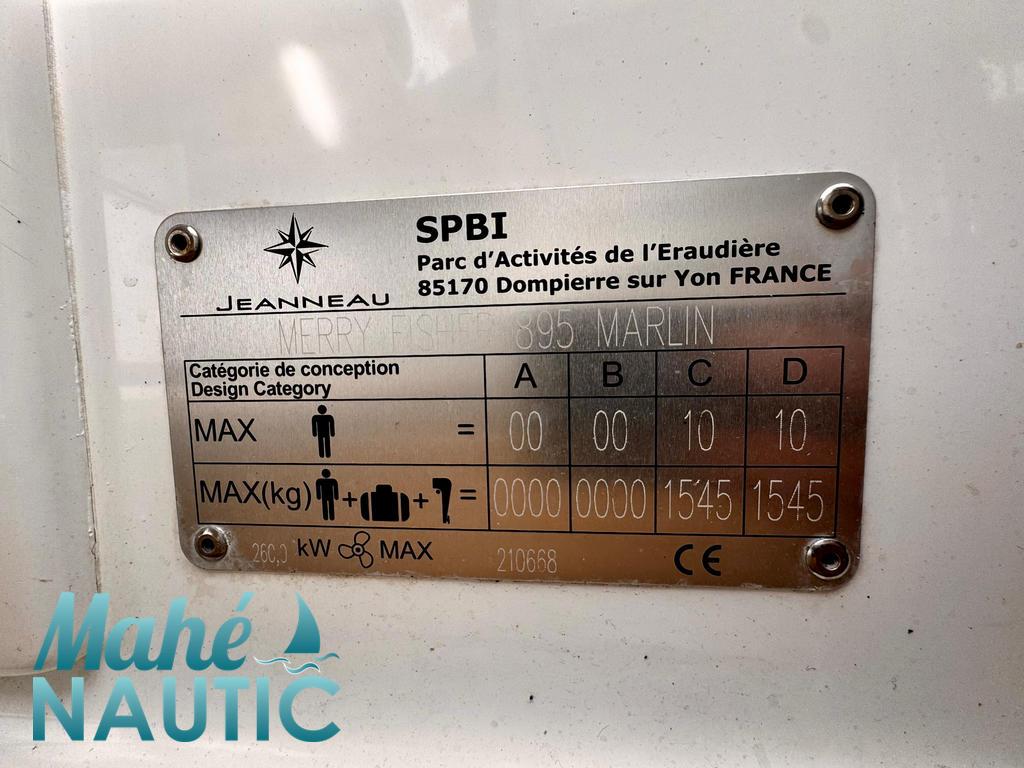 SPBI
Parc d'Activités de l'Eraudière
JEANNEAU
85170 Dompierre sur Yon FRANCE
MERRY FISHER 895 MARLIN
Catégorie de conception
Design Category
A B C D
MAX = 00 00 10 10
MAX(kg) + + = 0000 0000 1545 1545
260,0 kW MAX 210668 CE
Mahé
NAUTIC